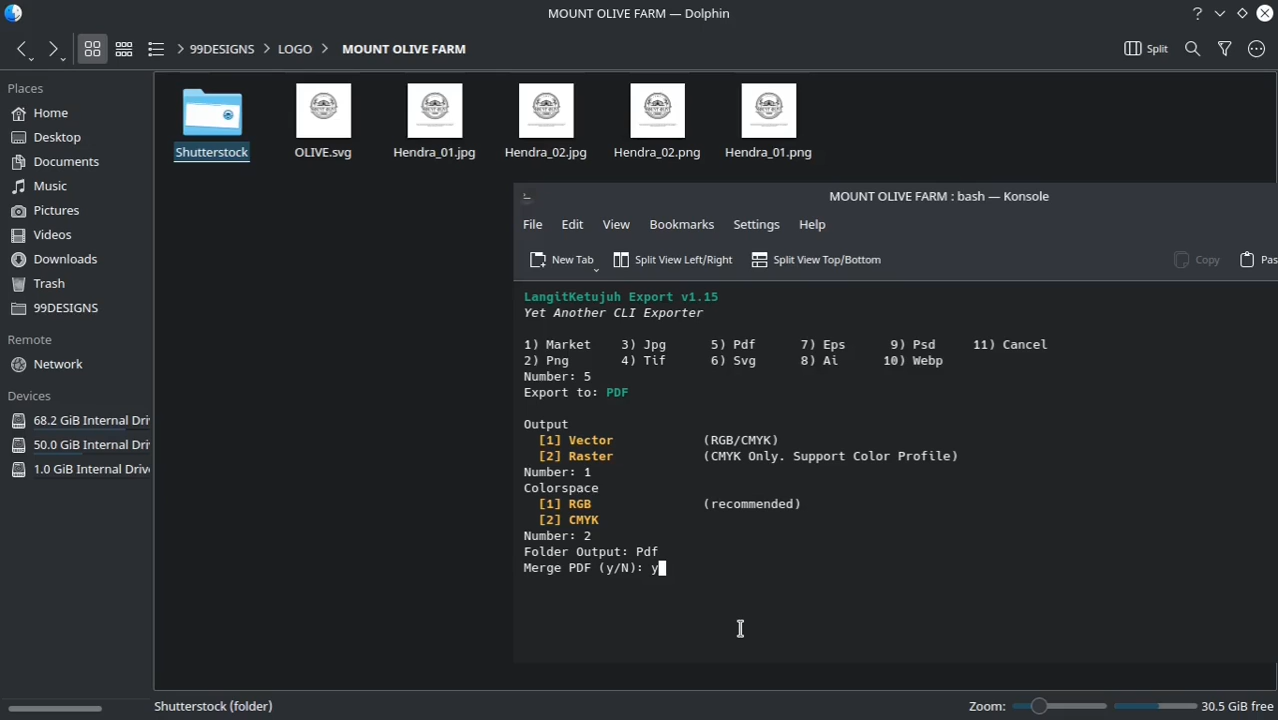 MOUNT OLIVE FARM — Dolphin
?
99DESIGNS > LOGO > MOUNT OLIVE FARM
Split
Places
Home
Desktop
Documents
Music
Pictures
Videos
Downloads
Trash
99DESIGNS
Remote
Network
Devices
68.2 GiB Internal Dri
50.0 GiB Internal Dri
1.0 GiB Internal Drive
Shutterstock
OLIVE.svg
Hendra_01.jpg
Hendra_02.jpg
Hendra_02.png
Hendra_01.png
MOUNT OLIVE FARM : bash — Konsole
File Edit View Bookmarks Settings Help
New Tab Split View Left/Right Split View Top/Bottom Copy Pas
LangitKetujuh Export v1.15
Yet Another CLI Exporter
1) Market 3) Jpg 5) Pdf 7) Eps 9) Psd 11) Cancel
2) Png 4) Tif 6) Svg 8) Ai 10) Webp
Number: 5
Export to: PDF
Output
[1] Vector (RGB/CMYK)
[2] Raster (CMYK Only. Support Color Profile)
Number: 1
Colorspace
[1] RGB (recommended)
[2] CMYK
Number: 2
Folder Output: Pdf
Merge PDF (y/N): y
Shutterstock (folder)
Zoom:
30.5 GiB free